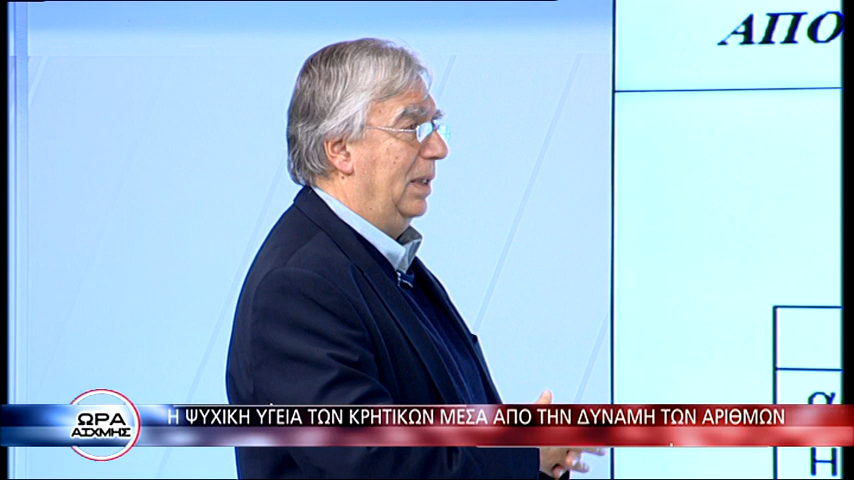 ΑΠΟ
Η ΨΥΧΙΚΗ ΥΓΕΙΑ ΤΩΝ ΚΡΗΤΙΚΩΝ ΜΕΣΑ ΑΠΟ ΤΗΝ ΔΥΝΑΜΗ ΤΩΝ ΑΡΙΘΜΩΝ
ΩΡΑ
ΑΙΧΜΗΣ
α
Η